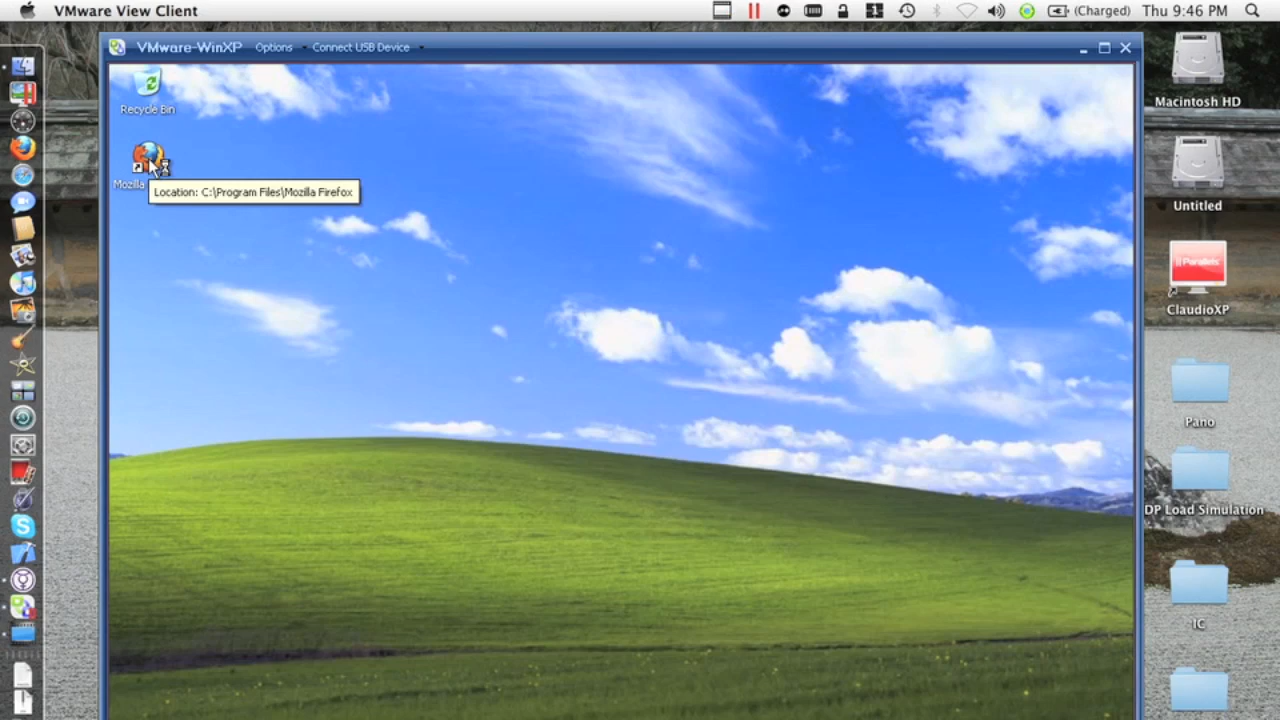 VMware View Client
(Charged) Thu 9:46 PM
VMware-WinXP Options Connect USB Device
Recycle Bin
Mozilla
Location: C:\Program Files\Mozilla Firefox
Macintosh HD
Untitled
|| Parallels
ClaudioXP
Pano
DP Load Simulation
IC